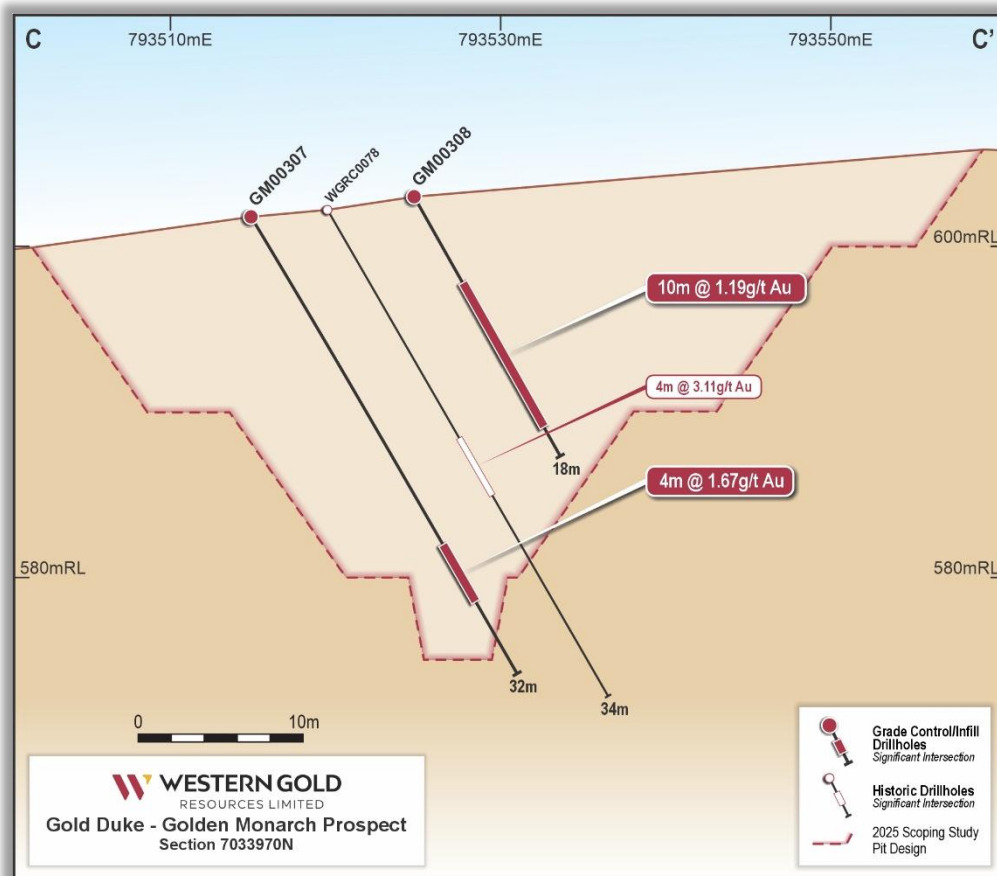 C
793510mE
793530mE
793550mE
C'
GM00307
WGRC0078
GM00308
600mRL
10m @ 1.19g/t Au
4m @ 3.11g/t Au
18m
4m @ 1.67g/t Au
580mRL
580mRL
32m
34m
0
10m
WESTERN GOLD
RESOURCES LIMITED
Gold Duke - Golden Monarch Prospect
Section 7033970N
Grade Control/Infill
Drillholes
Significant Intersection
Historic Drillholes
Significant Intersection
2025 Scoping Study
Pit Design